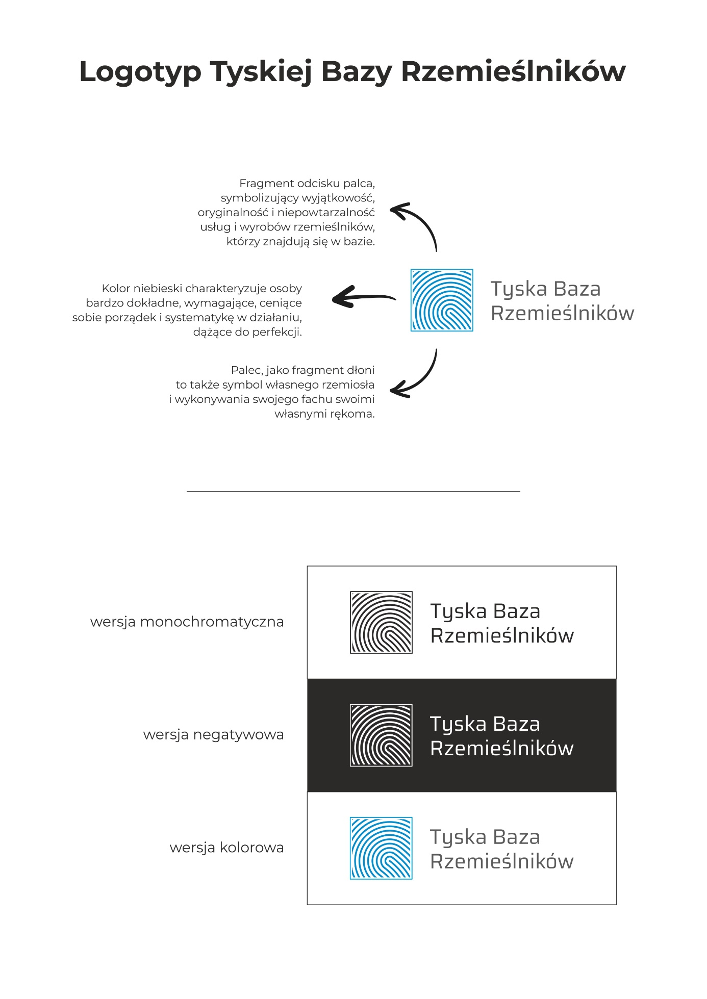 Logotyp Tyskiej Bazy Rzemieślników
Fragment odcisku palca,
symbolizujący wyjątkowość,
oryginalność i niepowtarzalność
usług i wyrobów rzemieślników,
którzy znajdują się w bazie.
Kolor niebieski charakteryzuje osoby
bardzo dokładne, wymagające, ceniące
sobie porządek i systematykę w działaniu,
dążące do perfekcji.
Tyska Baza
Rzemieślników
Palec, jako fragment dłoni
to także symbol własnego rzemiosła
i wykonywania swojego fachu swoimi
własnymi rękoma.
wersja monochromatyczna
Tyska Baza
Rzemieślników
wersja negatywowa
Tyska Baza
Rzemieślników
wersja kolorowa
Tyska Baza
Rzemieślników